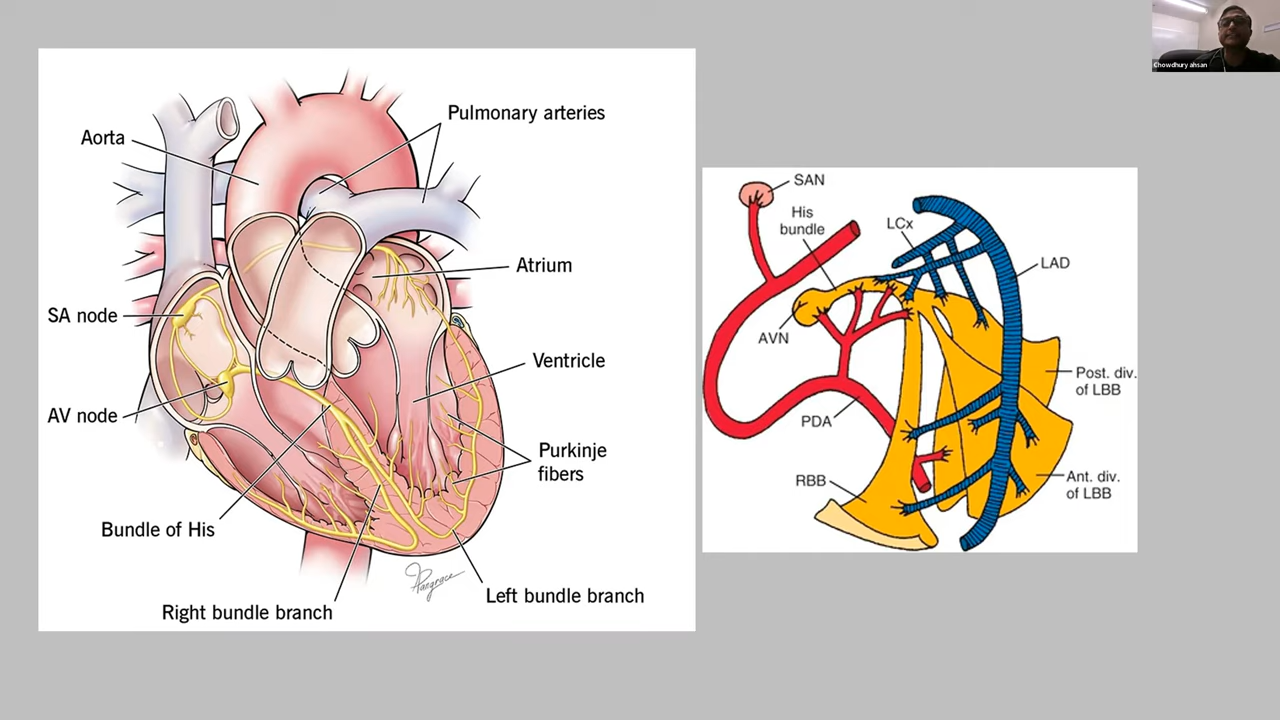 Chowdhury ahsan
Pulmonary arteries
Aorta
Atrium
SA node
Ventricle
AV node
Purkinje
fibers
Bundle of His
Left bundle branch
Right bundle branch
SAN
His
bundle
LCx
LAD
AVN
Post. div.
of LBB
PDA
RBB
Ant. div.
of LBB